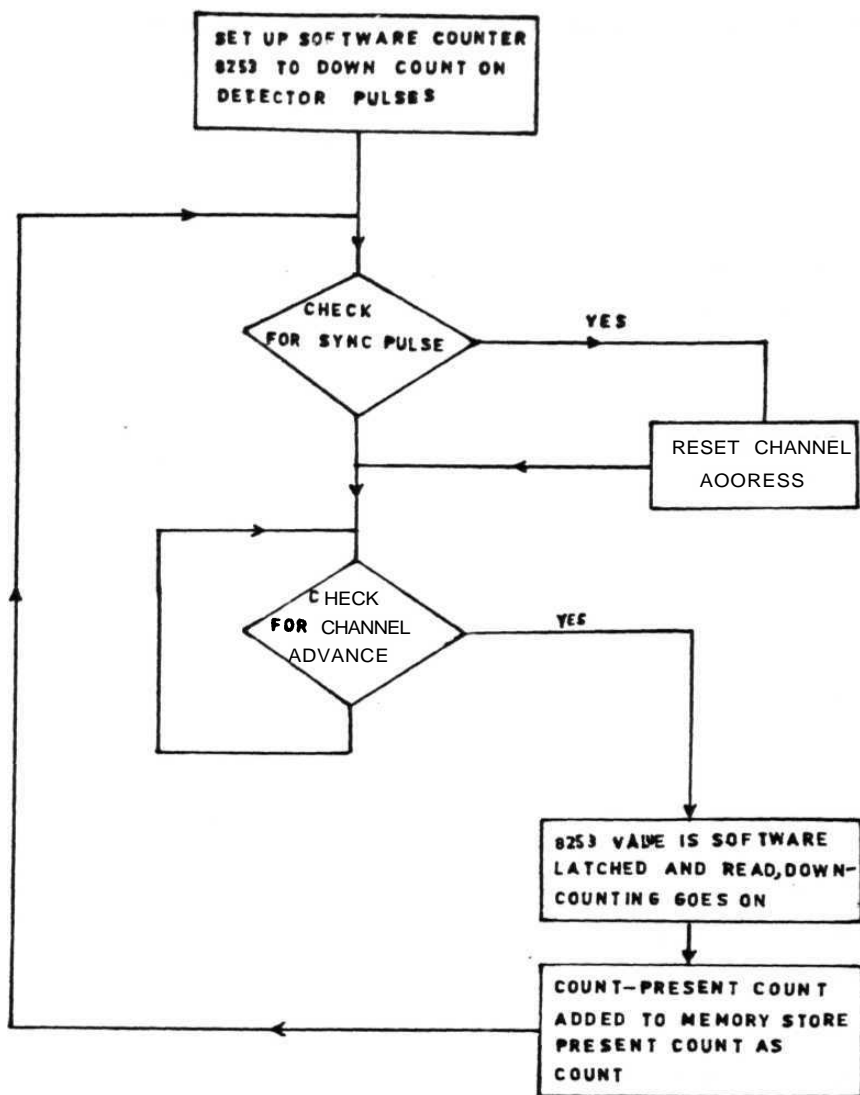 SET UP SOFTWARE COUNTER
8253 TO DOWN COUNT ON
DETECTOR PULSES
CHECK
FOR SYNC PULSE
YES
RESET CHANNEL
AOORESS
CHECK
FOR CHANNEL
ADVANCE
YES
8253 VALUE IS SOFTWARE
LATCHED AND READ, DOWN-
COUNTING GOES ON
COUNT-PRESENT COUNT
ADDED TO MEMORY STORE
PRESENT COUNT AS
COUNT